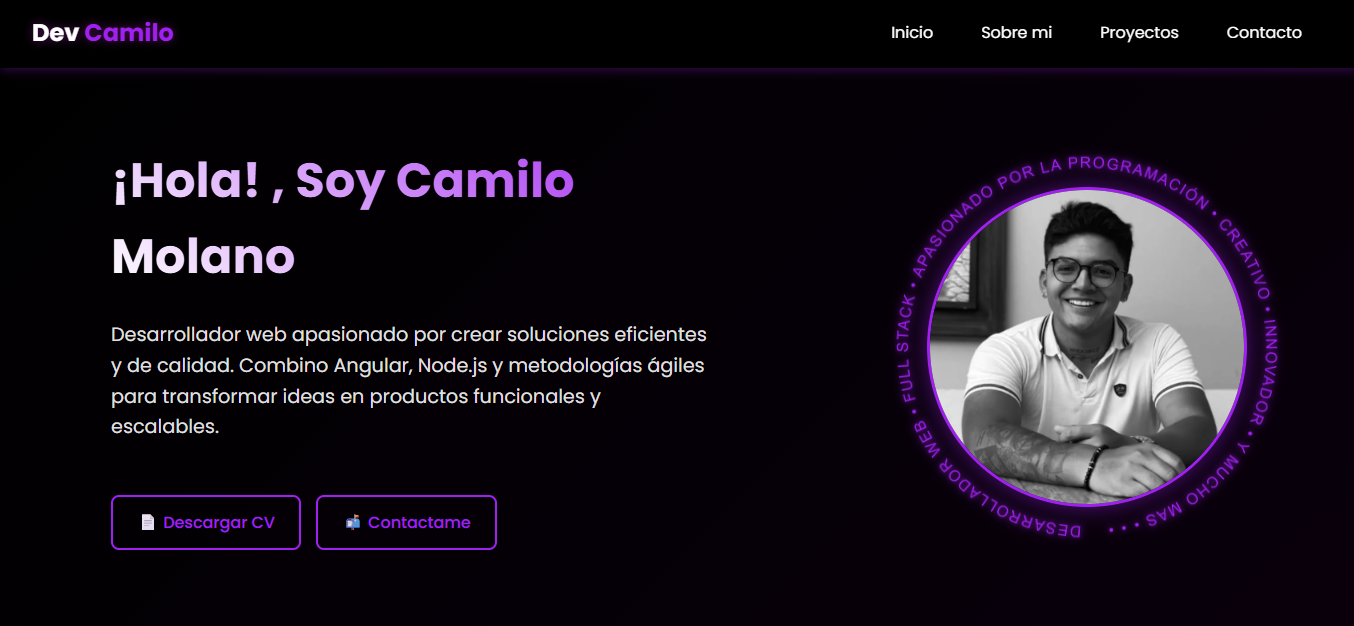 Dev Camilo
Inicio
Sobre mi
Proyectos
Contacto
¡Hola! , Soy Camilo
Molano
Desarrollador web apasionado por crear soluciones eficientes
y de calidad. Combino Angular, Node.js y metodologías ágiles
para transformar ideas en productos funcionales y
escalables.
Descargar CV
Contactame
DESARROLLADOR WEB • FULL STACK • APASIONADO POR LA PROGRAMACIÓN • CREATIVO • INNOVADOR • Y MUCHO MAS • • •